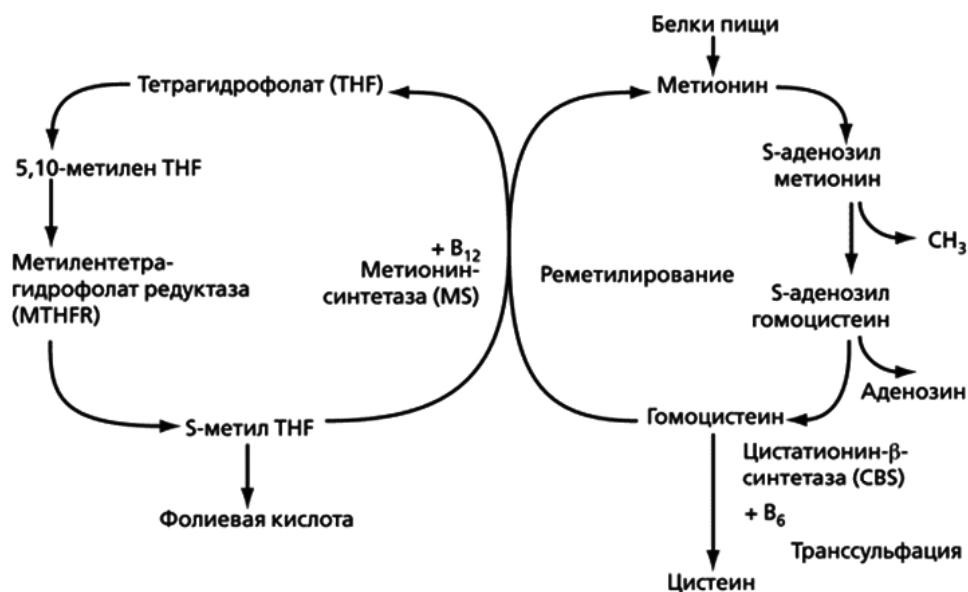 Белки пищи
Тетрагидрофолат (THF)
Метионин
5,10-метилен THF
S-аденозил
метионин
CH3
+ B12
Метилентетра-
гидрофолат редуктаза
(MTHFR)
Метионин-
синтетаза (MS)
Реметилирование
S-аденозил
гомоцистеин
Аденозин
S-метил THF
Гомоцистеин
Цистатионин-β-
синтетаза (CBS)
+ B6
Фолиевая кислота
Транссульфация
Цистеин